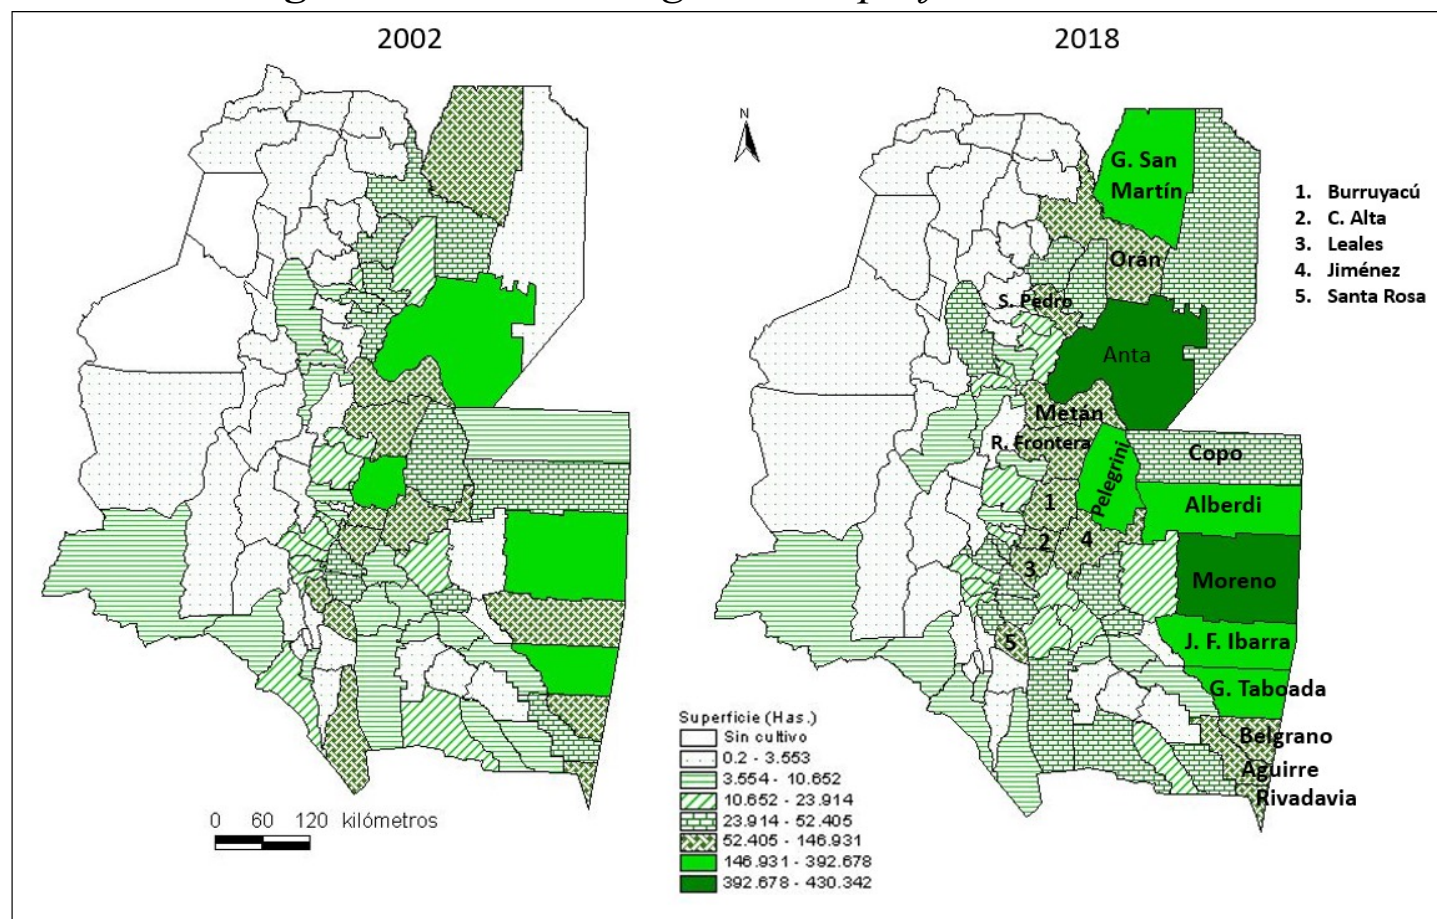 2002
2018
N
G. San
Martín
1. Burruyacú
2. C. Alta
3. Leales
4. Jiménez
5. Santa Rosa
Orán
S. Pedro
Anta
Metán
R. Frontera
Pelegrini
Copo
1
Alberdi
2
4
3
Moreno
5
J. F. Ibarra
G. Taboada
Belgrano
Aguirre
Rivadavia
Superficie (Has.)
Sin cultivo
0.2 - 3.553
3.554 - 10.652
10.652 - 23.914
23.914 - 52.405
52.405 - 146.931
146.931 - 392.678
392.678 - 430.342
0 60 120 kilómetros